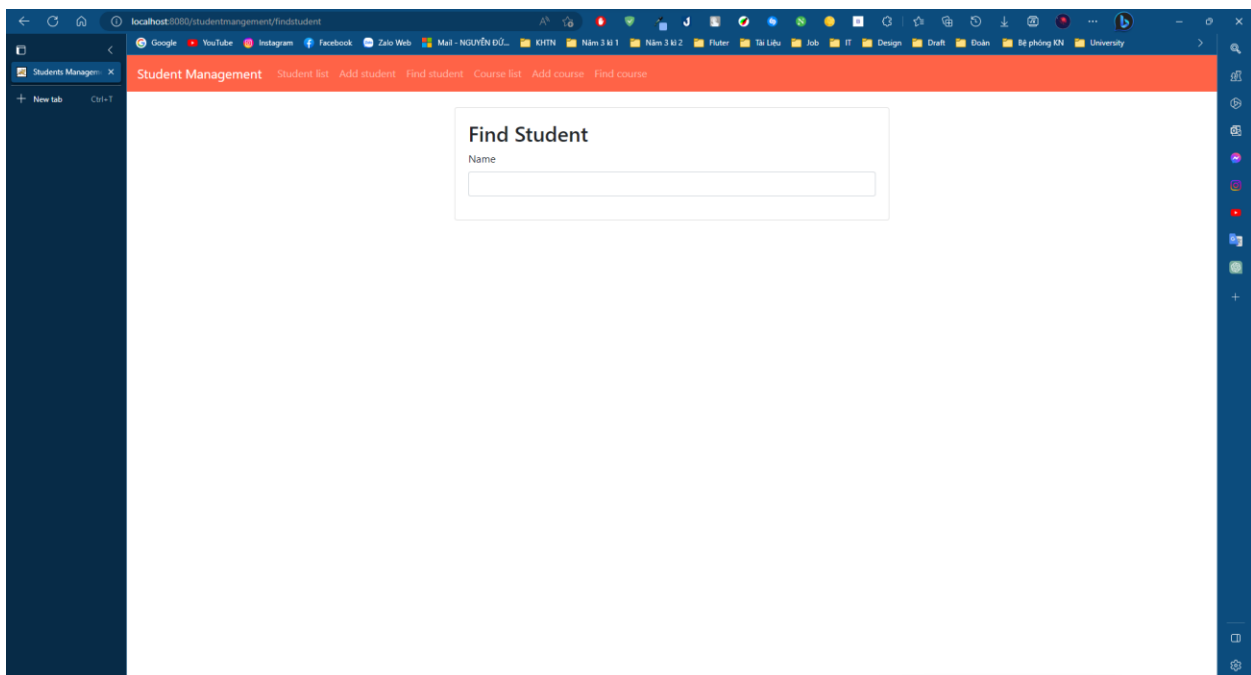 localhost:8080/studentmangement/findstudent
Google YouTube Instagram Facebook Zalo Web Mail - NGUYỄN ĐỨ... KHTN Năm 3 kì 1 Năm 3 kì 2 Fluter Tài Liệu Job IT Design Draft Đoàn Bệ phóng KN University
Students Managem
New tab Ctrl+T
Student Management Student list Add student Find student Course list Add course Find course
Find Student
Name